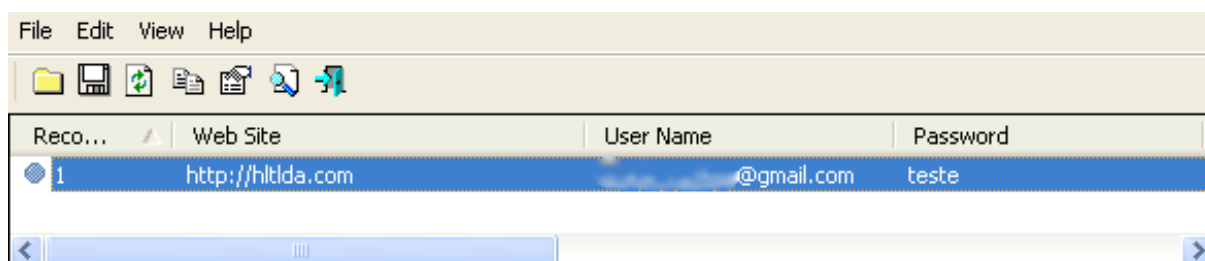 File Edit View Help
Reco... Web Site User Name Password
1 http://hltlda.com @gmail.com teste